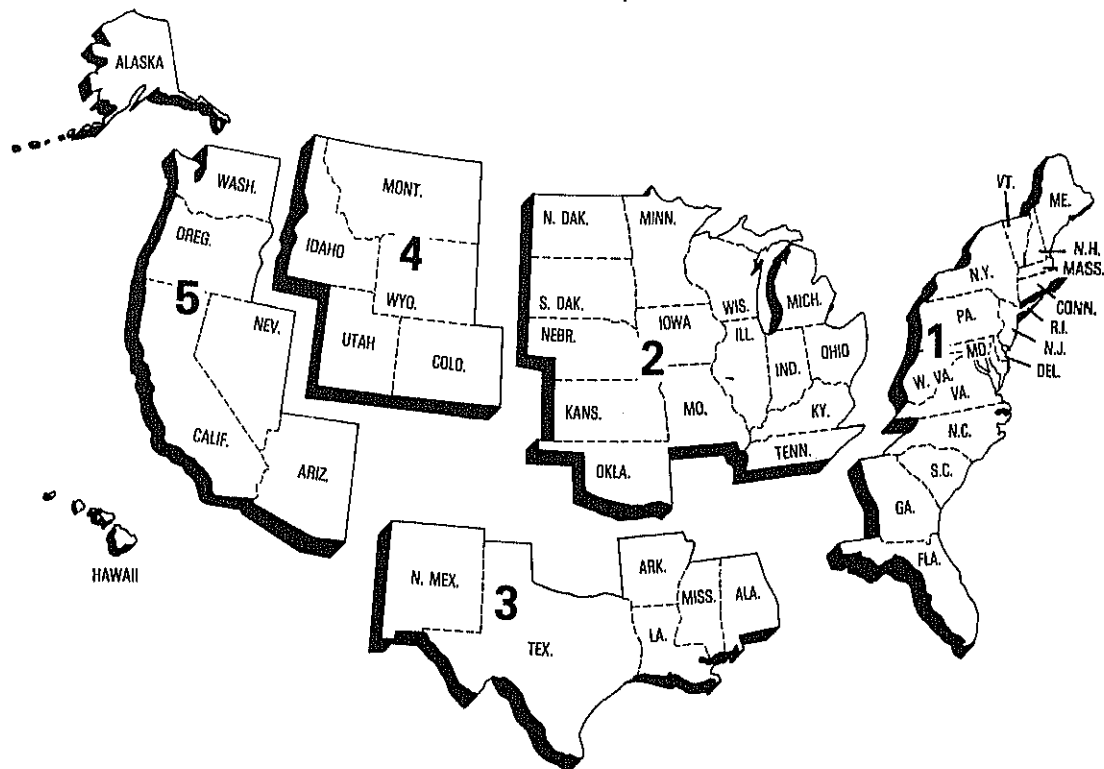 ALASKA
WASH.
OREG.
5
NEV.
CALIF.
ARIZ.
HAWAII
MONT.
IDAHO
4
WYO.
UTAH
COLO.
N. DAK.
MINN.
S. DAK.
WIS.
MICH.
NEBR.
IOWA
ILL.
2
IND.
OHIO
KANS.
MO.
KY.
OKLA.
TENN.
N. MEX.
3
TEX.
ARK.
MISS.
ALA.
LA.
VT.
ME.
N.H.
N.Y.
MASS.
CONN.
PA.
R.I.
1
MD.
N.J.
DEL.
W. VA.
VA.
N.C.
S.C.
GA.
FLA.